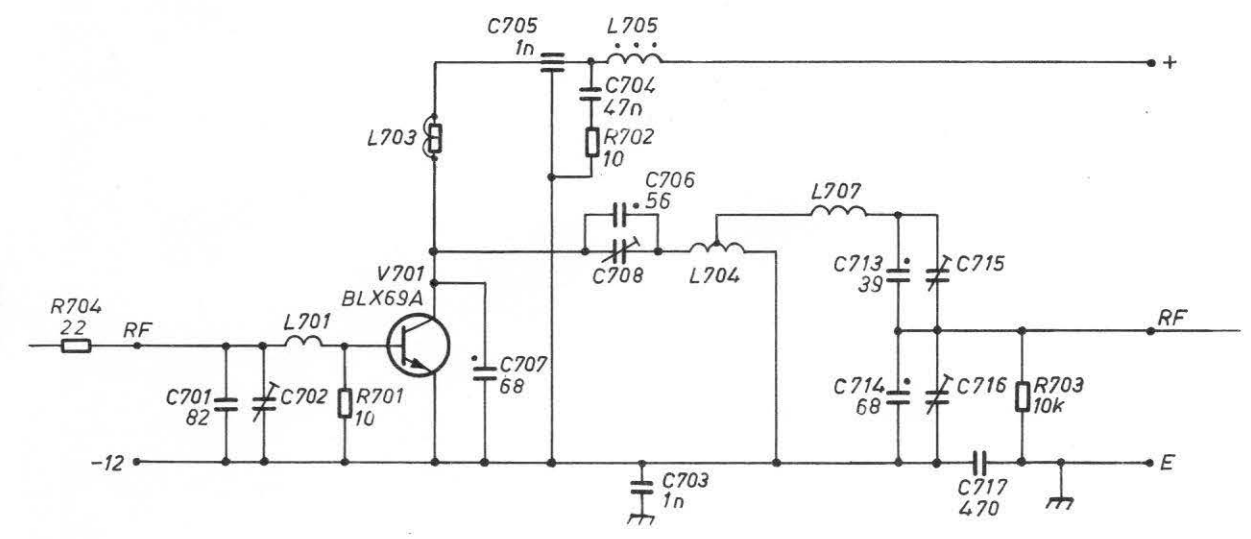 C705
1n
L705
+
C704
47n
R702
10
L703
C706
56
L707
C708
L704
C713
39
C715
V701
BLX69A
R704
22
RF
L701
RF
C707
68
C701
82
C702
R701
10
C714
68
C716
R703
10k
-12
E
C703
1n
C717
470